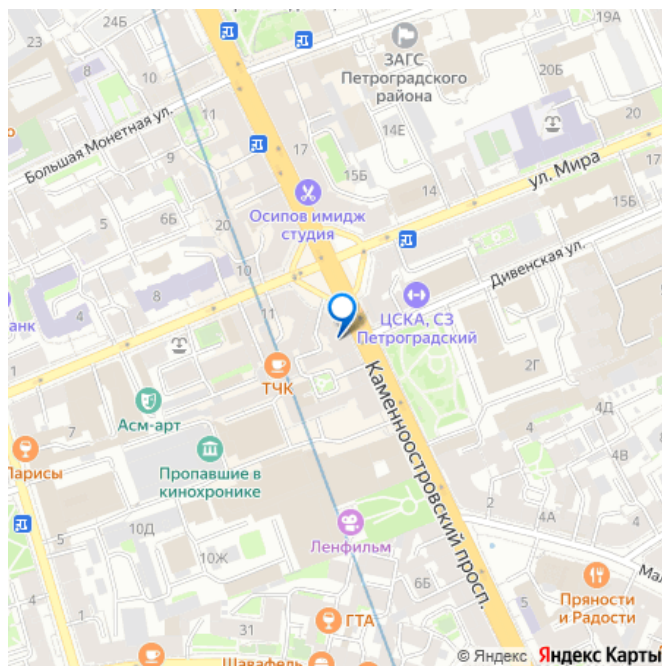 19А
23
24
ЗАГС
Петроградского
района
8
20Б
Большая Монетная ул.
11
17
14Е
20
15Б
ул. Мира
14
9
10
7
5
6Б
Осипов имидж
студия
15Б
20
Дивенская ул.
10
4
8
11
ЦСКА, СЗ
Петроградский
анк
4
ТЧК
2Г
Асм-арт
Каменноостровский просп.
4Д
Парисы
Пропавшие в
кинохронике
4В
5
10Д
2
4А
10Ж
Ленфильм
5
6Б
Ма
Пряности
и Радости
ГТА
31
4
Шавафель
© Яндекс Яндекс Карты